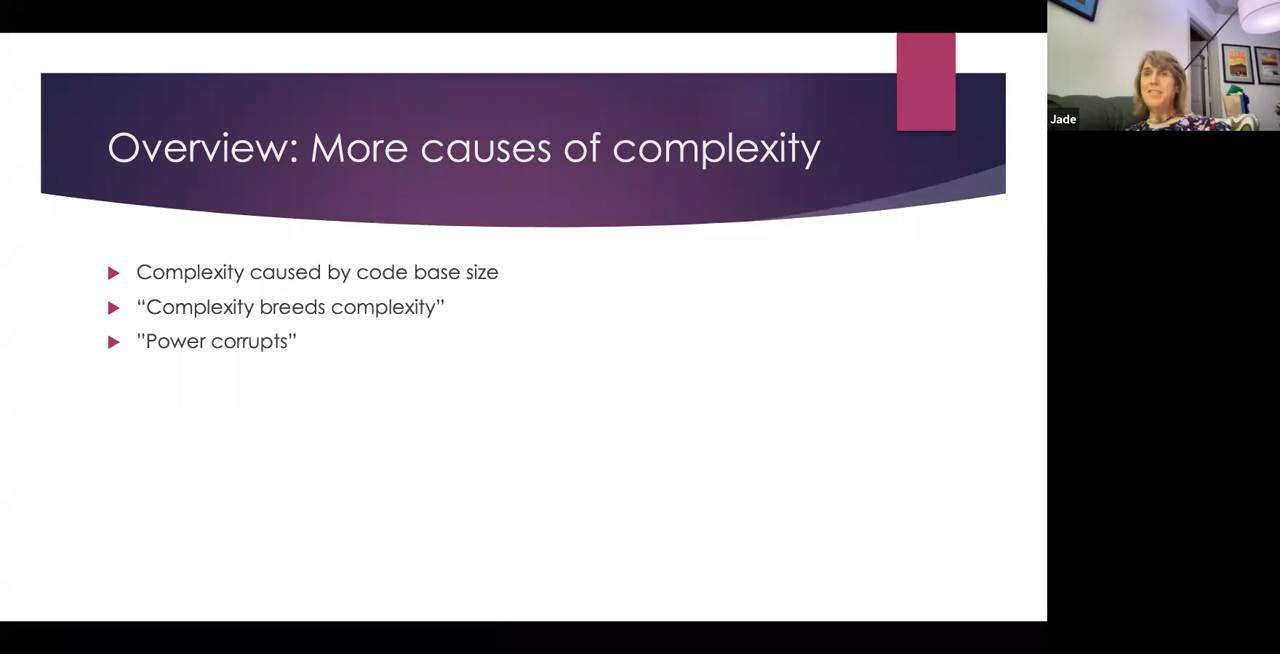 Overview: More causes of complexity
Complexity caused by code base size
“Complexity breeds complexity”
”Power corrupts”
Jade